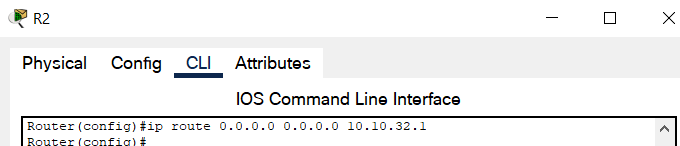 R2
Physical Config CLI Attributes
IOS Command Line Interface
Router(config)#ip route 0.0.0.0 0.0.0.0 10.10.32.1
Router(config)#